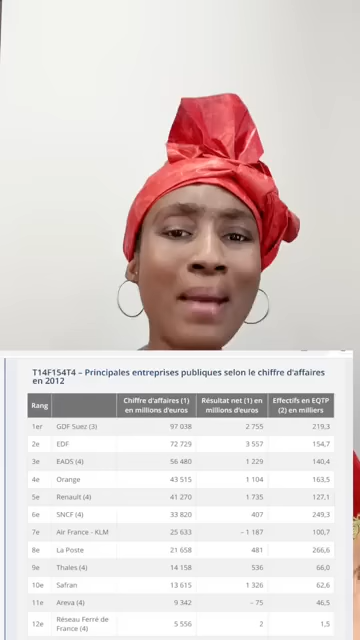 T14F154T4 – Principales entreprises publiques selon le chiffre d'affaires
en 2012
Rang Chiffre d'affaires (1) en millions d'euros Résultat net (1) en millions d'euros Effectifs en EQTP (2) en milliers
1er GDF Suez (3) 97 038 2 755 219,3
2e EDF 72 729 3 557 154,7
3e EADS (4) 56 480 1 229 140,4
4e Orange 43 515 1 104 163,5
5e Renault (4) 41 270 1 735 127,1
6e SNCF (4) 33 820 407 249,3
7e Air France - KLM 25 633 – 1 187 100,7
8e La Poste 21 658 481 266,6
9e Thales (4) 14 158 536 66,0
10e Safran 13 615 1 326 62,6
11e Areva (4) 9 342 – 75 46,5
12e Réseau Ferré de France (4) 5 556 2 1,5